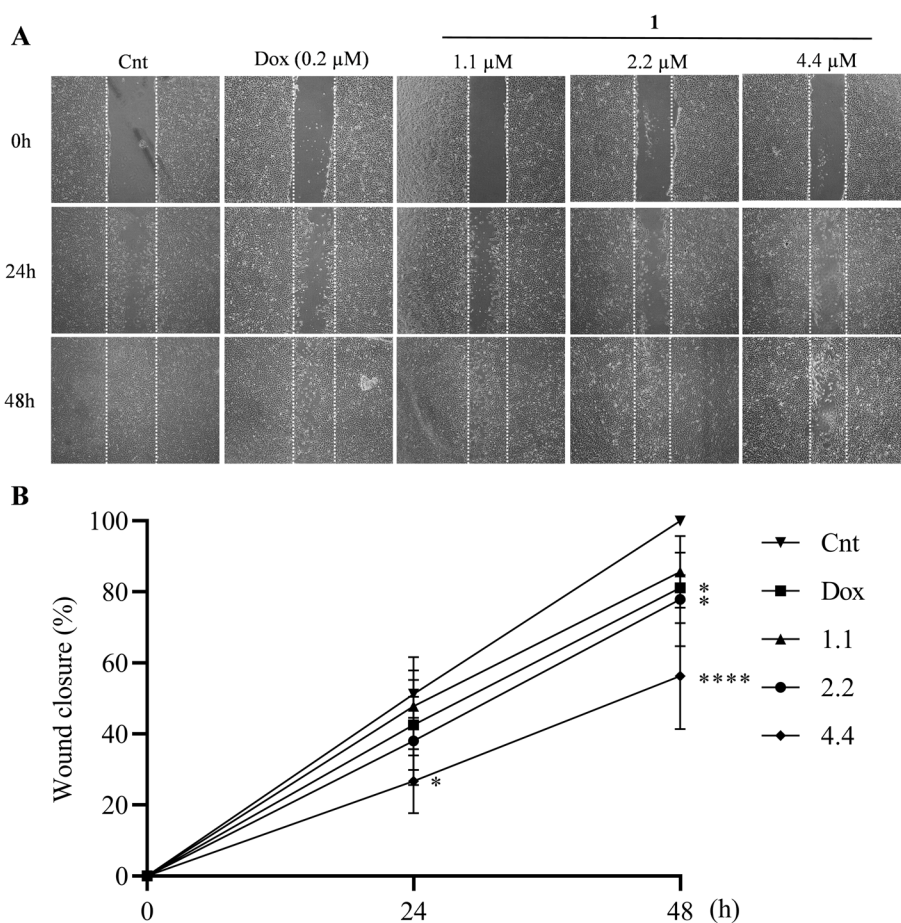 A
1
Cnt
Dox (0.2 µM)
1.1 µM
2.2 µM
4.4 µM
0h
24h
48h
B
Wound closure (%)
100
80
60
40
20
0
0
24
48
(h)
*
*
*
****
Cnt
Dox
1.1
2.2
4.4